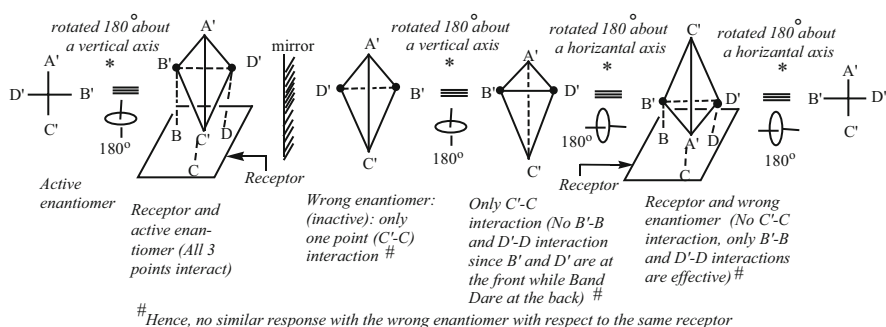 rotated 180° about
a vertical axis
*
A'
D' B'
C'
180°
Active
enantiomer
A'
B' D'
B C' D
C
Receptor
Receptor and
active enan-
tiomer (All 3
points interact)
mirror
A'
D' B'
C'
Wrong enantiomer:
(inactive): only
one point (C'-C)
interaction #
rotated 180° about
a vertical axis
*
180°
A'
B' D'
C'
Only C'-C
interaction (No B'-B
and D'-D interaction
since B' and D' are at
the front while Band
Dare at the back) #
rotated 180° about
a horizantal axis
*
180°
Receptor
C'
B' D'
B A' D
C
Receptor and wrong
enantiomer (No C'-C
interaction, only B'-B
and D'-D interactions
are effective) #
rotated 180° about
a horizantal axis
*
180°
A'
B' D'
C'
#Hence, no similar response with the wrong enantiomer with respect to the same receptor